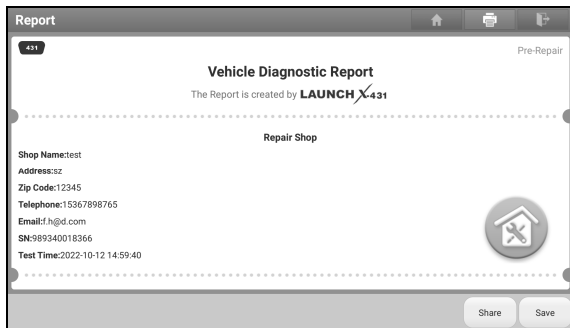 Report
431
Pre-Repair
Vehicle Diagnostic Report
The Report is created by LAUNCH X-431
Repair Shop
Shop Name:test
Address:sz
Zip Code:12345
Telephone:15367898765
Email:f.h@d.com
SN:989340018366
Test Time:2022-10-12 14:59:40
Share
Save